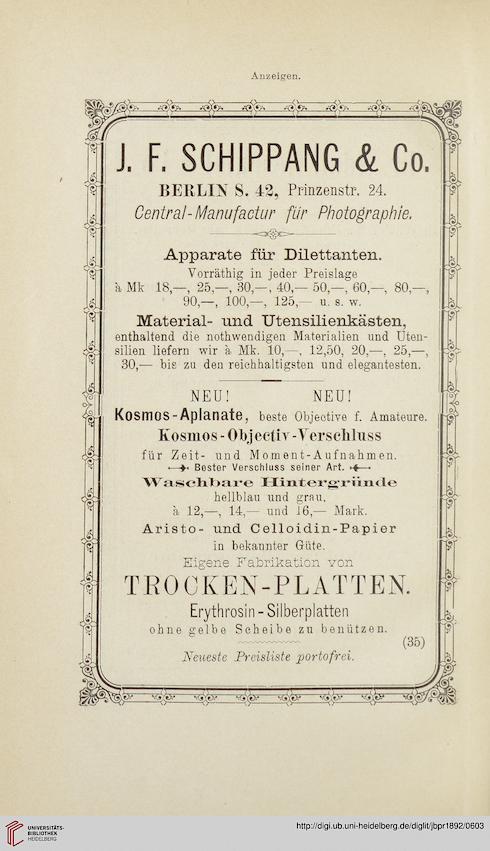 Anzeigen.
J. F. SCHIPPANG & Co.
BERLIN S. 42, Prinzenstr. 24.
Central-Manufactur für Photographie.
Apparate für Dilettanten.
Vorräthig in jeder Preislage
à Mk 18,—, 25,—, 30,—, 40,— 50,—, 60,—, 80,—,
90,—, 100,—, 125,— u. s. w.
Material- und Utensilienkästen,
enthaltend die nothwendigen Materialien und Uten-
silien liefern wir à Mk. 10,—, 12,50, 20,—, 25,—,
30,— bis zu den reichhaltigsten und elegantesten.
NEU! NEU!
Kosmos-Aplanate, beste Objective f. Amateure.
Kosmos-Objectiv-Verschluss
für Zeit- und Moment-Aufnahmen.
Bester Verschluss seiner Art.
Waschbare Hintergründe
hellblau und grau,
à 12,—, 14,— und 16,— Mark.
Aristo- und Celloidin-Papier
in bekannter Güte.
Eigene Fabrikation von
TROCKEN-PLATTEN.
Erythrosin-Silberplatten
ohne gelbe Scheibe zu benützen.
(35)
Neueste Preisliste portofrei.
UNIVERSITÄTS-
BIBLIOTHEK
HEIDELBERG
http://digi.ub.uni-heidelberg.de/diglit/jbpr1892/0603